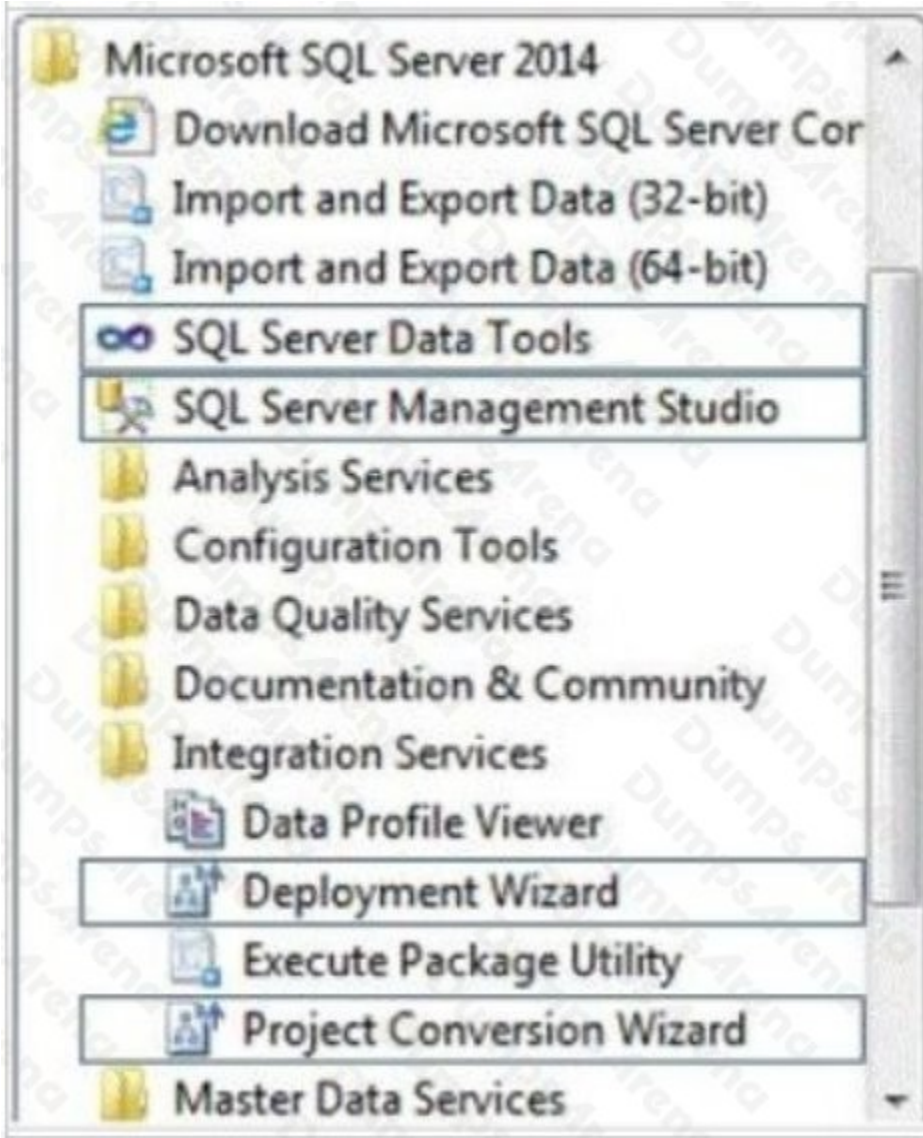 Microsoft SQL Server 2014
Download Microsoft SQL Server Cor
Import and Export Data (32-bit)
Import and Export Data (64-bit)
SQL Server Data Tools
SQL Server Management Studio
Analysis Services
Configuration Tools
Data Quality Services
Documentation & Community
Integration Services
Data Profile Viewer
Deployment Wizard
Execute Package Utility
Project Conversion Wizard
Master Data Services